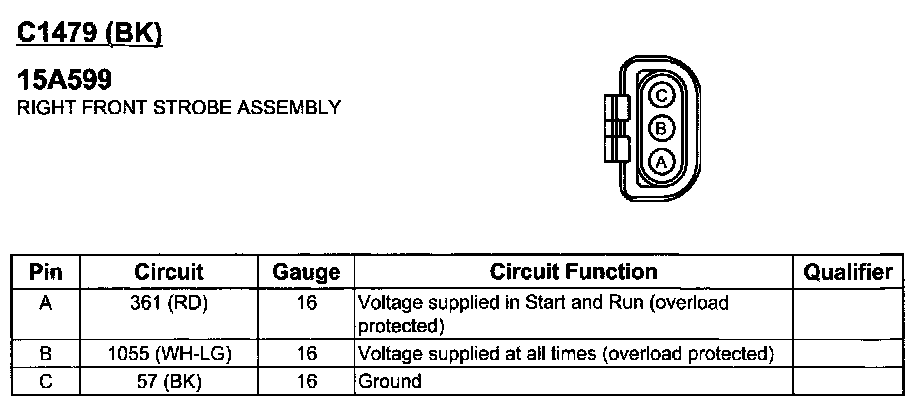 C1479 (BK)
15A599
RIGHT FRONT STROBE ASSEMBLY
C
B
A
Pin Circuit Gauge Circuit Function Qualifier
A 361 (RD) 16 Voltage supplied in Start and Run (overload
protected)
B 1055 (WH-LG) 16 Voltage supplied at all times (overload protected)
C 57 (BK) 16 Ground